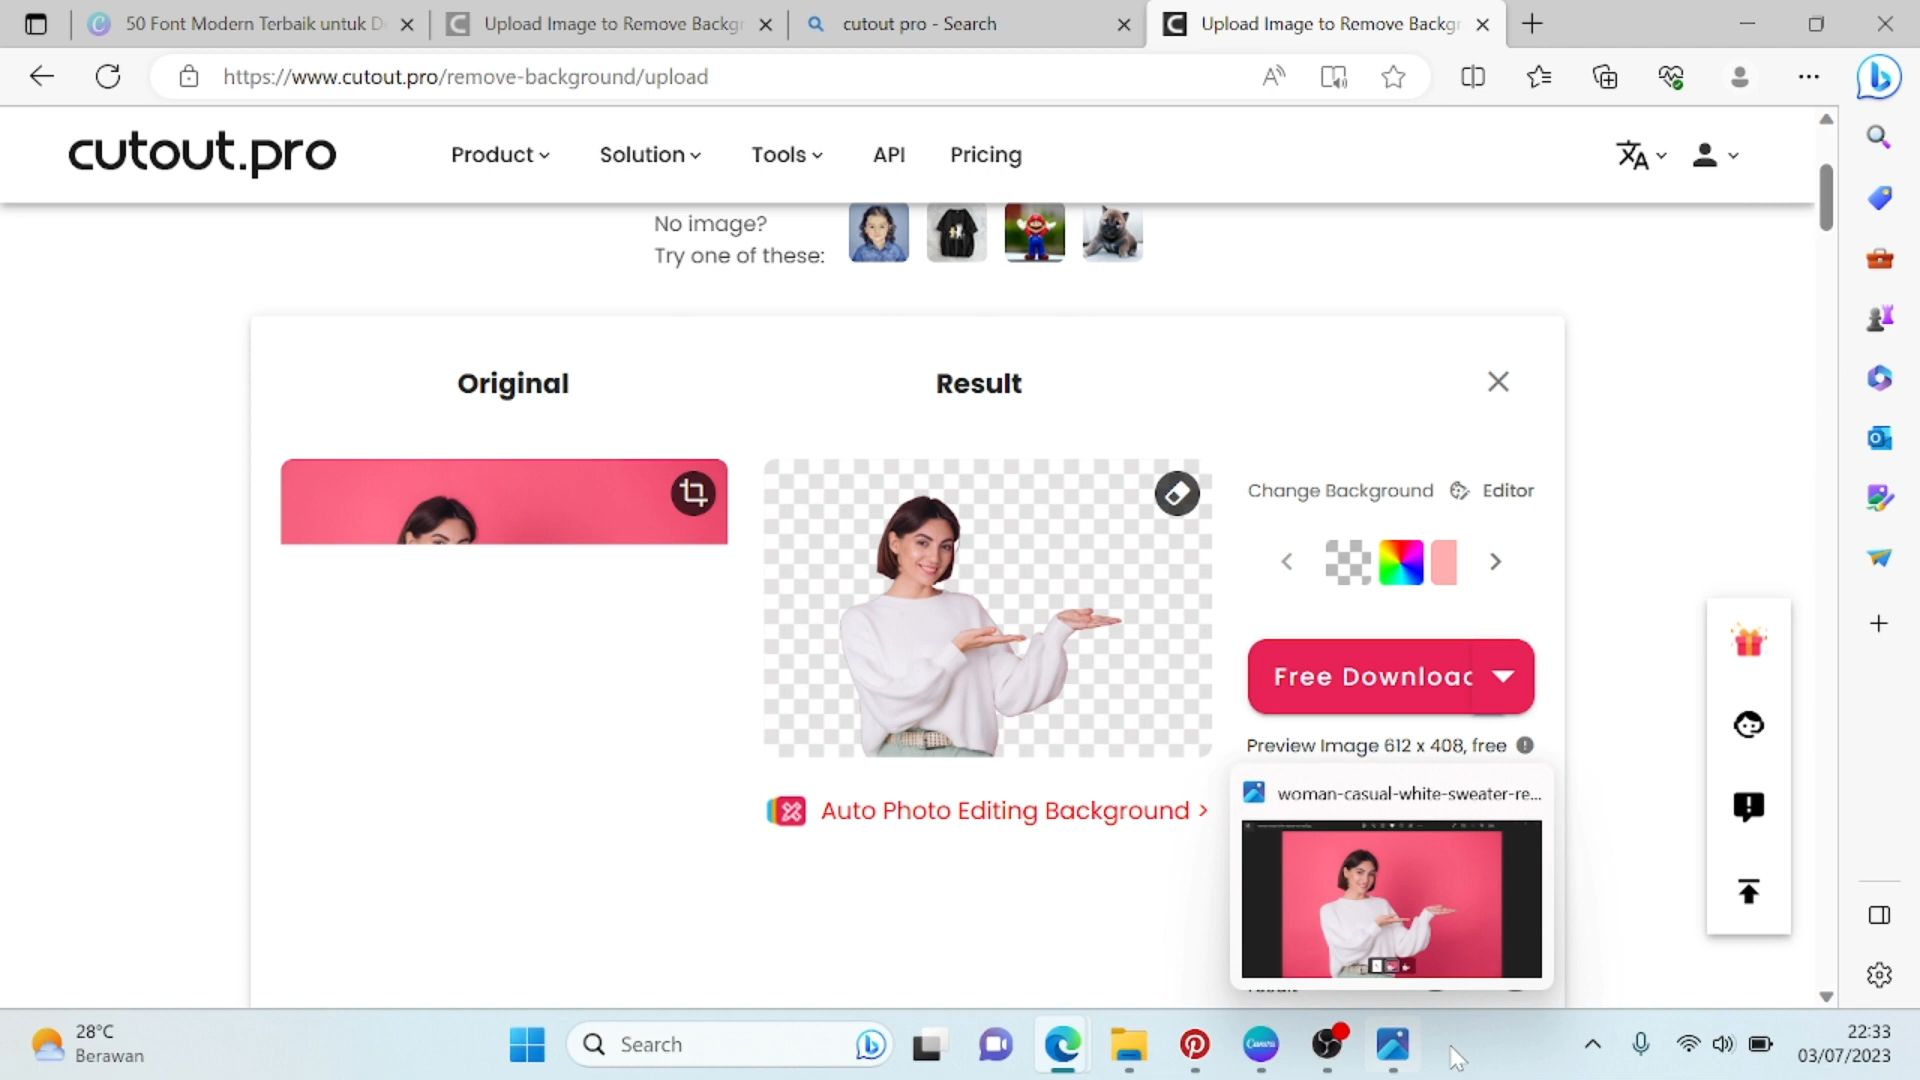 50 Font Modern Terbaik untuk D
Upload Image to Remove Backgr
cutout pro - Search
Upload Image to Remove Backgr
https://www.cutout.pro/remove-background/upload
cutout.pro
Product
Solution
Tools
API
Pricing
No image?
Try one of these:
Original
Result
Change Background
Editor
Free Download
Preview Image 612 x 408, free
woman-casual-white-sweater-re...
Auto Photo Editing Background >
28°C
Berawan
Search
Canva
22:33
03/07/2023